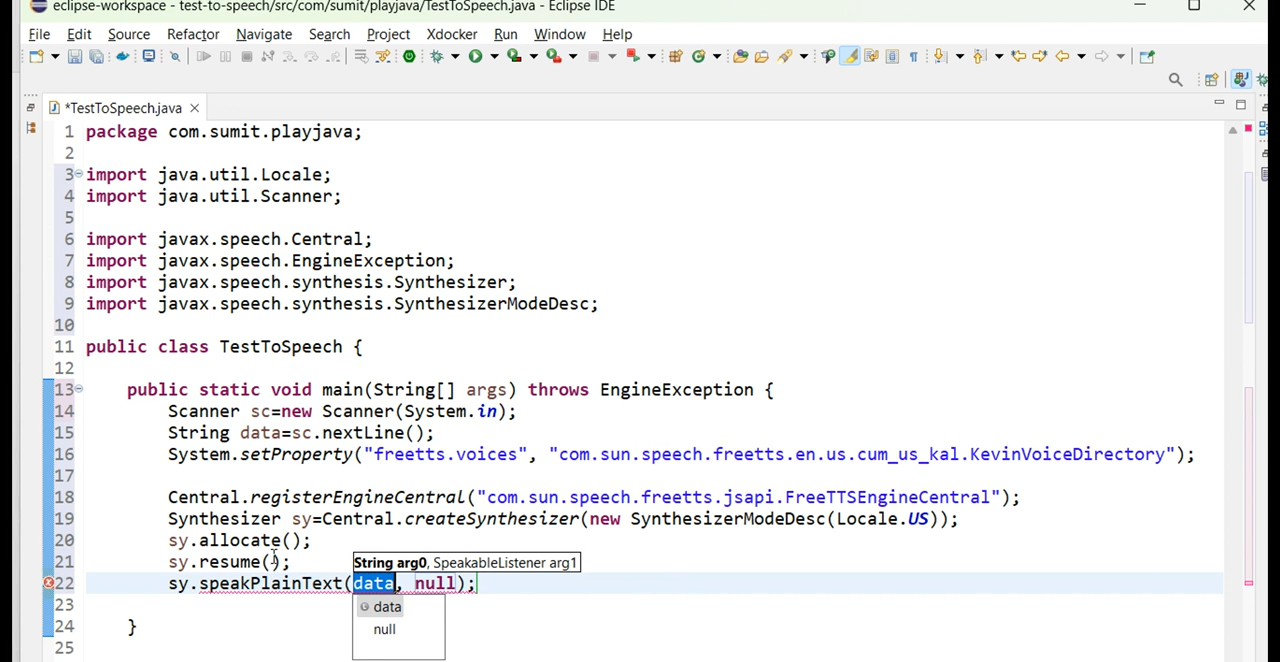 eclipse-workspace - test-to-speech/src/com/sumit/playjava/TestToSpeech.java - Eclipse IDE
File Edit Source Refactor Navigate Search Project Xdocker Run Window Help
*TestToSpeech.java
1 package com.sumit.playjava;
2
3 import java.util.Locale;
4 import java.util.Scanner;
5
6 import javax.speech.Central;
7 import javax.speech.EngineException;
8 import javax.speech.synthesis.Synthesizer;
9 import javax.speech.synthesis.SynthesizerModeDesc;
10
11 public class TestToSpeech {
12
13 public static void main(String[] args) throws EngineException {
14 Scanner sc=new Scanner(System.in);
15 String data=sc.nextLine();
16 System.setProperty("freetts.voices", "com.sun.speech.freetts.en.us.cum_us_kal.KevinVoiceDirectory");
17
18 Central.registerEngineCentral("com.sun.speech.freetts.jsapi.FreeTTSEngineCentral");
19 Synthesizer sy=Central.createSynthesizer(new SynthesizerModeDesc(Locale.US));
20 sy.allocate();
21 sy.resume();
String arg0, SpeakableListener arg1
22 sy.speakPlainText(data, null);
23
data
24 }
null
25